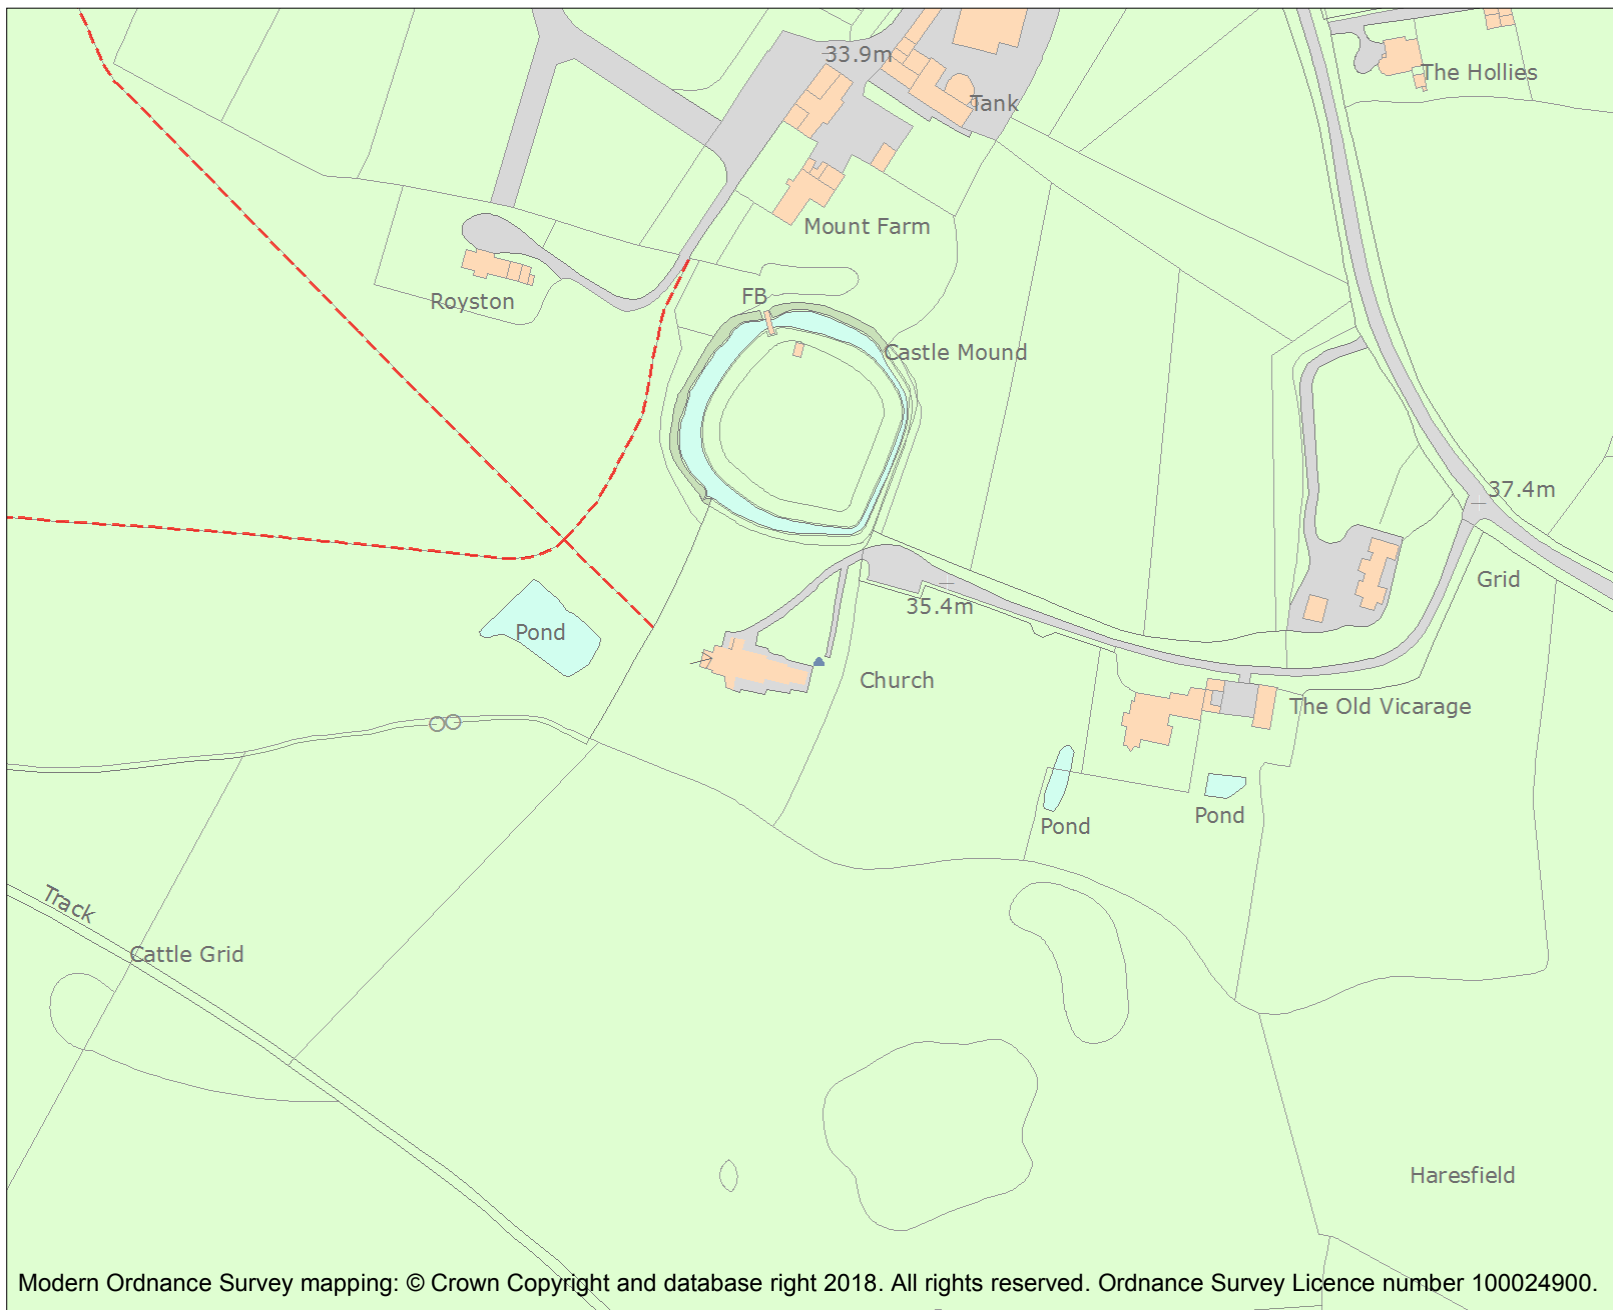 33.9m
The Hollies
Tank
Mount Farm
FB
Royston
Castle Mound
37.4m
Grid
35.4m
Pond
Church
The Old Vicarage
Pond
Pond
Track
Cattle Grid
Haresfield
Modern Ordnance Survey mapping: © Crown Copyright and database right 2018. All rights reserved. Ordnance Survey Licence number 100024900.